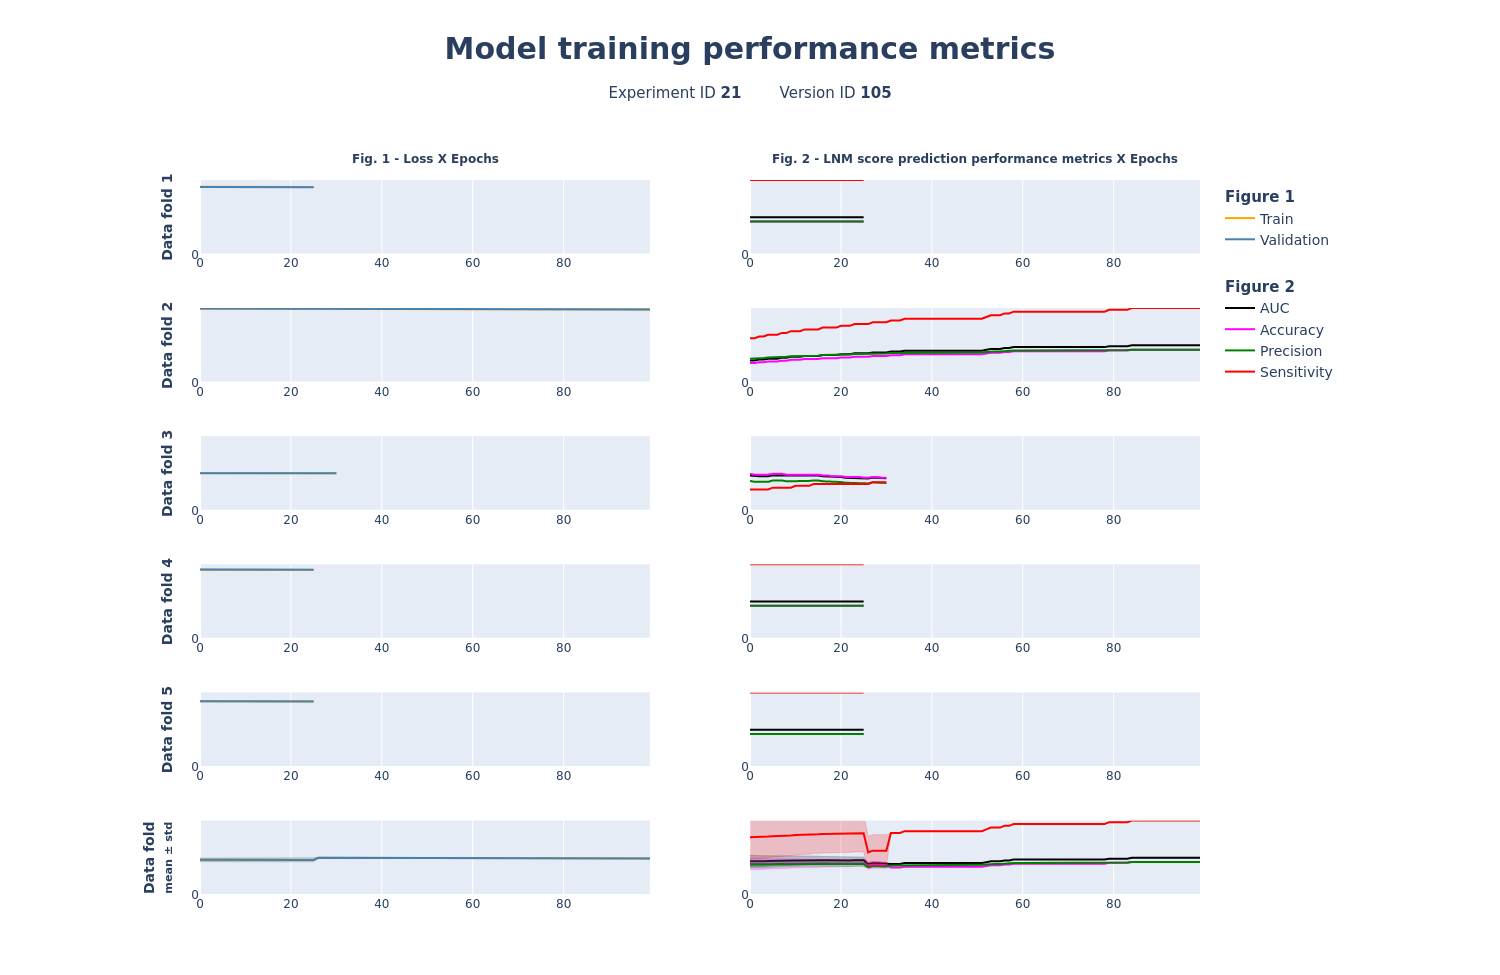 Model training performance metrics
Experiment ID 21 Version ID 105
Fig. 1 - Loss X Epochs
Fig. 2 - LNM score prediction performance metrics X Epochs
Data fold 1
0
0 20 40 60 80
0
0 20 40 60 80
Figure 1
Train
Validation
Figure 2
AUC
Accuracy
Precision
Sensitivity
Data fold 2
0
0 20 40 60 80
0
0 20 40 60 80
Data fold 3
0
0 20 40 60 80
0
0 20 40 60 80
Data fold 4
0
0 20 40 60 80
0
0 20 40 60 80
Data fold 5
0
0 20 40 60 80
0
0 20 40 60 80
Data fold
mean ± std
0
0 20 40 60 80
0
0 20 40 60 80